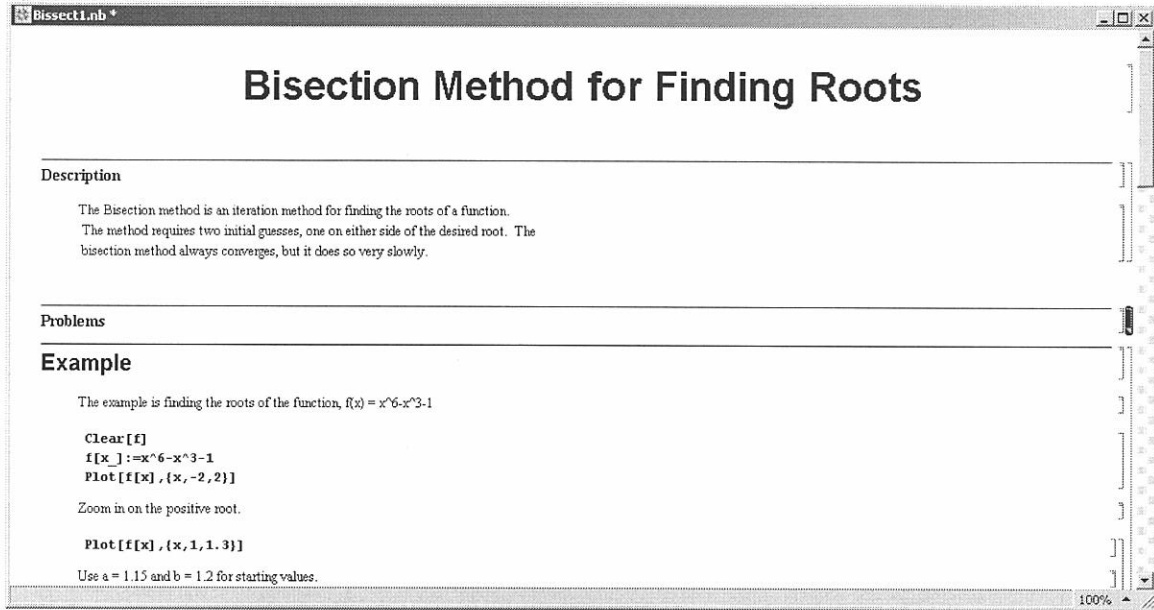 Bissect1.nb *
Bisection Method for Finding Roots
Description
The Bisection method is an iteration method for finding the roots of a function.
The method requires two initial guesses, one on either side of the desired root. The
bisection method always converges, but it does so very slowly.
Problems
Example
The example is finding the roots of the function, f(x) = x^6-x^3-1
Clear[f]
f[x_]:=x^6-x^3-1
Plot[f[x],{x,-2,2}]
Zoom in on the positive root.
Plot[f[x],{x,1,1.3}]
Use a = 1.15 and b = 1.2 for starting values.
100%